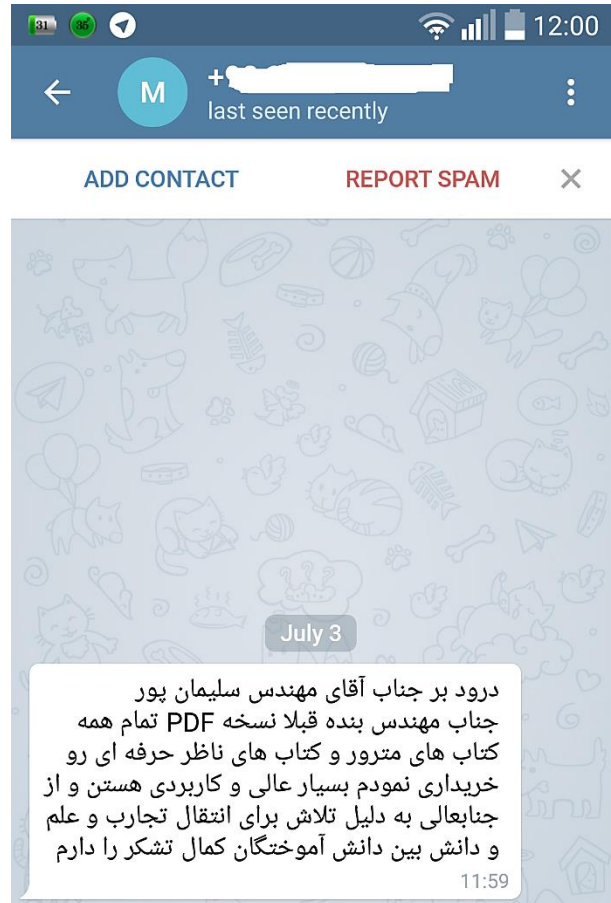 31
35
12:00
M
+
last seen recently
ADD CONTACT
REPORT SPAM
July 3
درود بر جناب آقای مهندس سلیمان پور
جناب مهندس بنده قبلا نسخه PDF تمام همه
کتاب های مترور و کتاب های ناظر حرفه ای رو
خریداری نمودم بسیار عالی و کاربردی هستن و از
جنابعالی به دلیل تلاش برای انتقال تجارب و علم
و دانش بین دانش آموختگان کمال تشکر را دارم
11:59